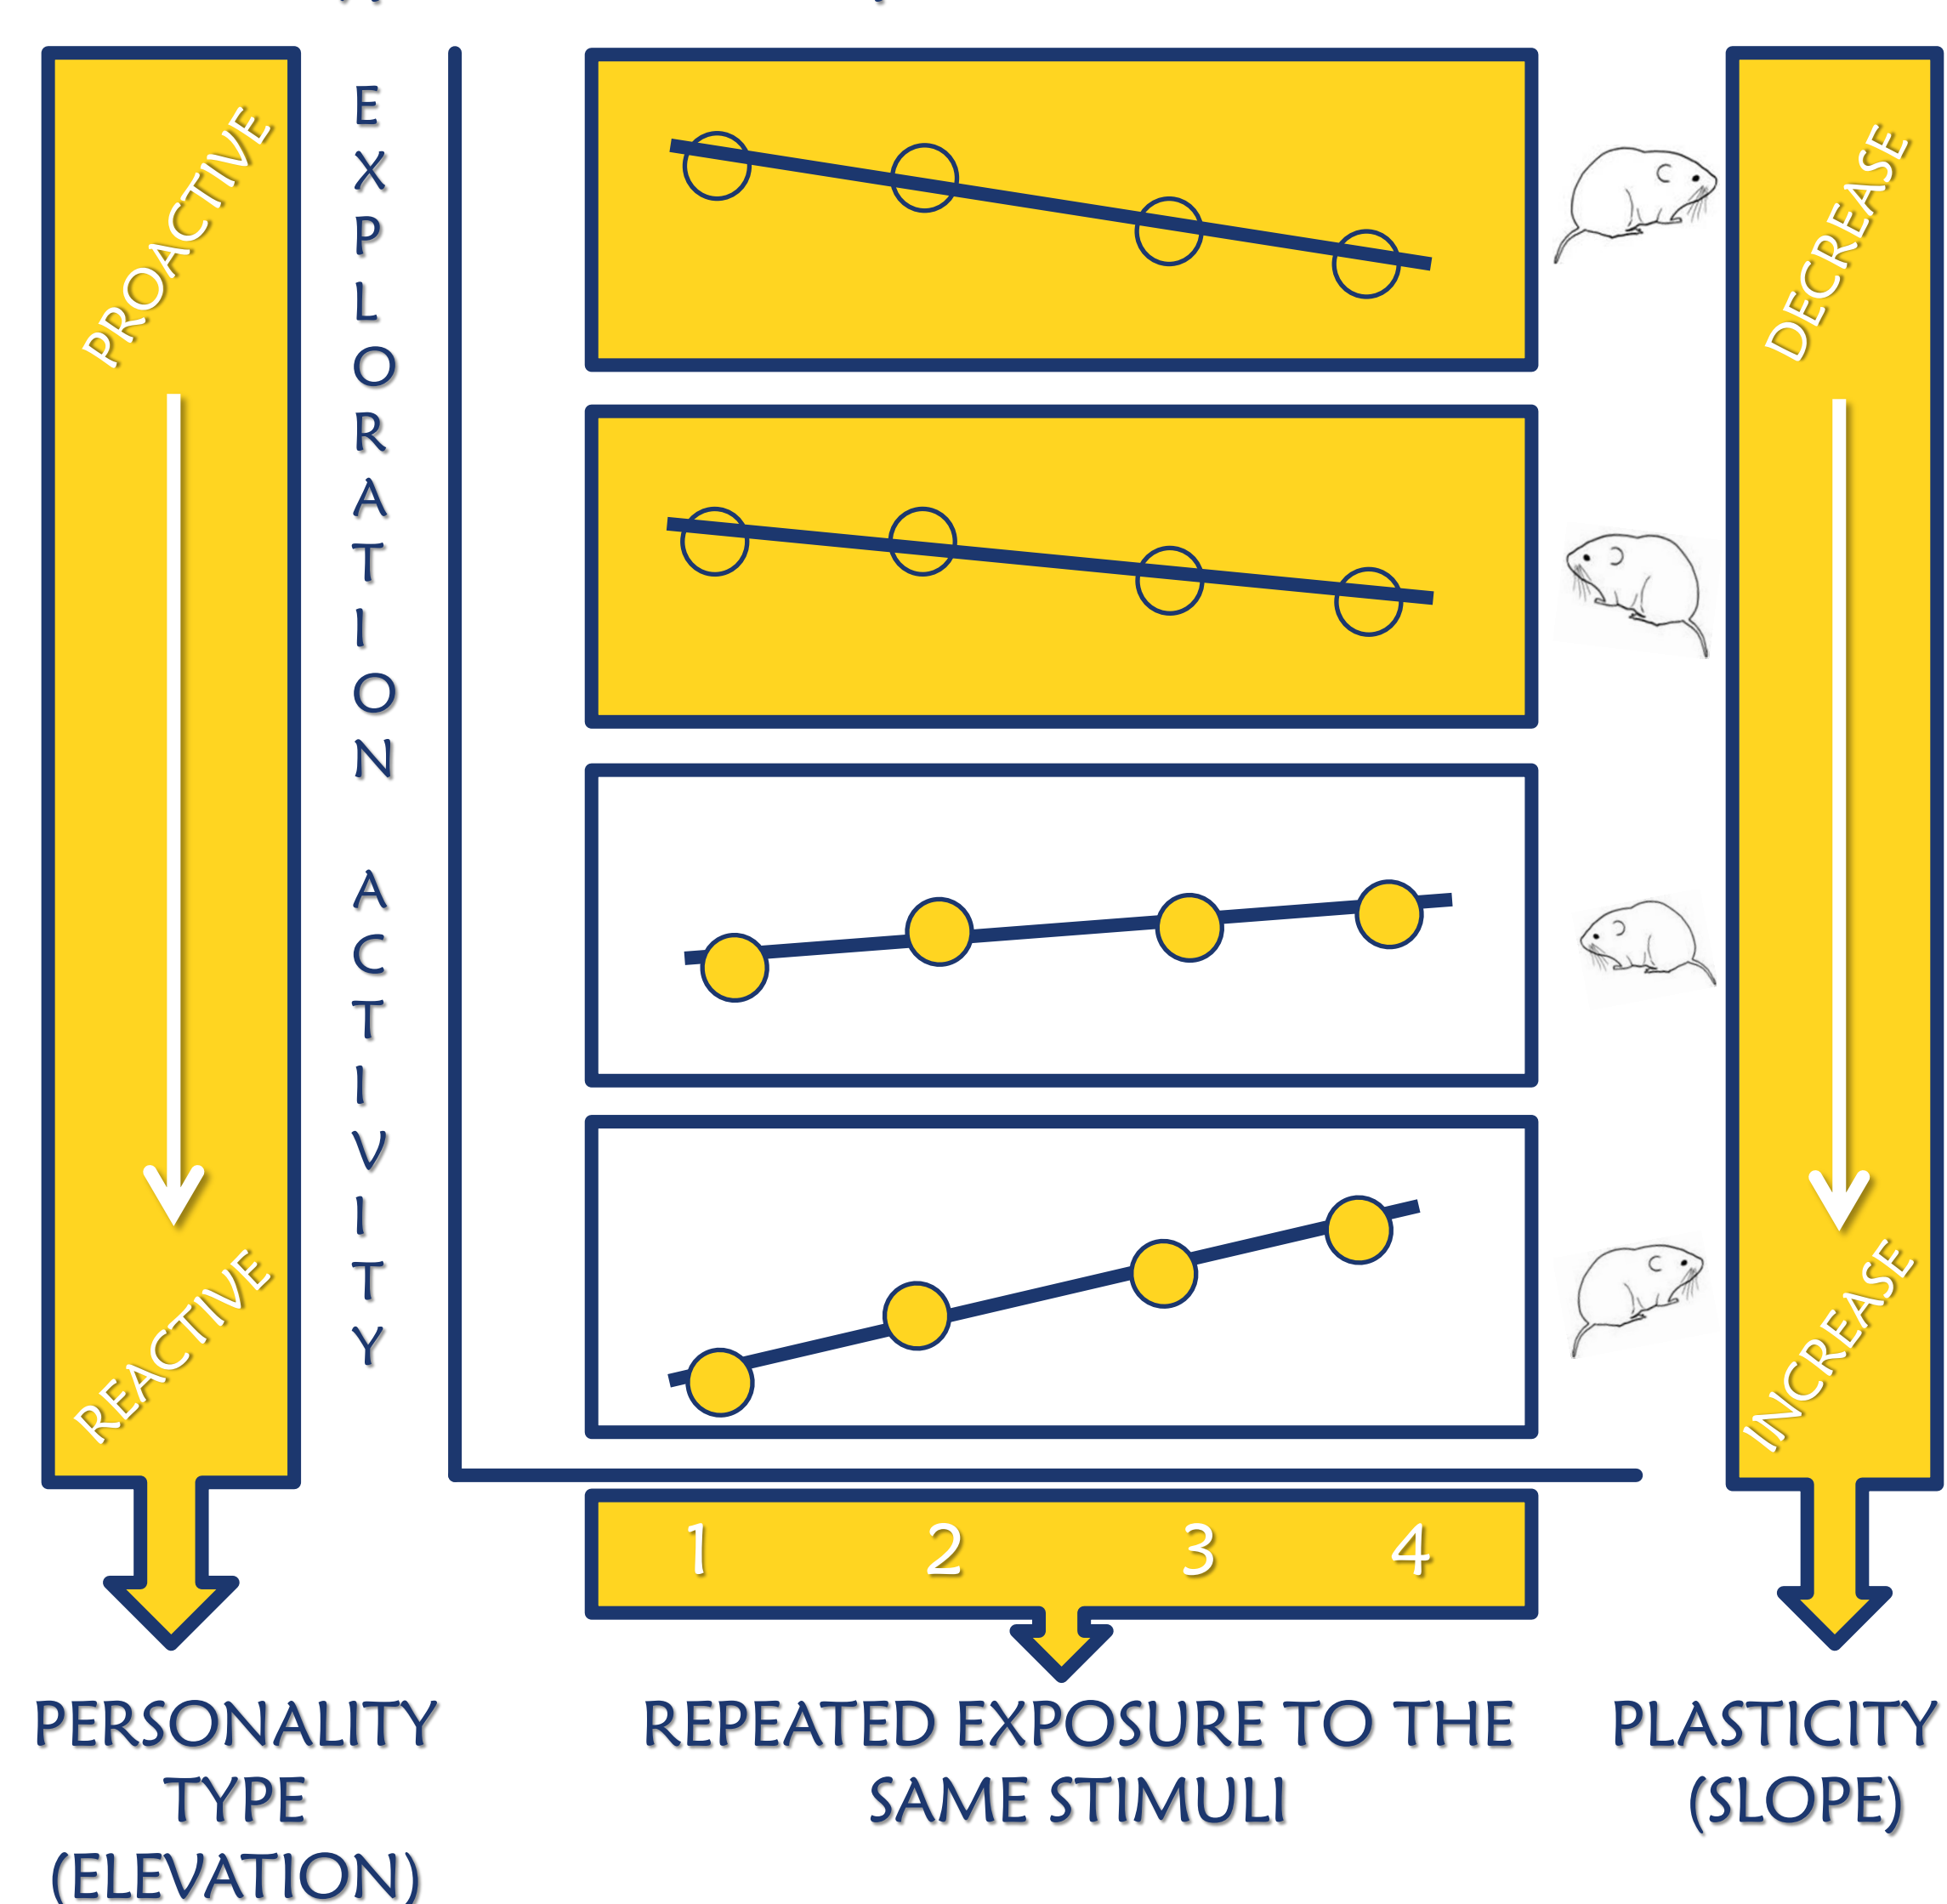 PROACTIVE
REACTIVE
EXPLORATION ACTIVITY
DECREASE
INCREASE
1 2 3 4
PERSONALITY
TYPE
(ELEVATION)
REPEATED EXPOSURE TO THE
SAME STIMULI
PLASTICITY
(SLOPE)